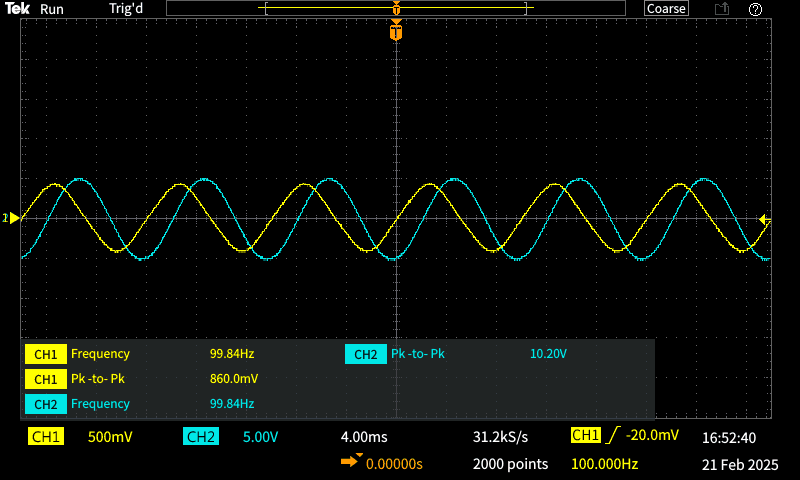 Tek Run Trig'd T Coarse ?
T
1
CH1 Frequency 99.84Hz CH2 Pk-to-Pk 10.20V
CH1 Pk-to-Pk 860.0mV
CH2 Frequency 99.84Hz
CH1 500mV CH2 5.00V 4.00ms 31.2kS/s CH1 -20.0mV 16:52:40
0.00000s 2000 points 100.000Hz 21 Feb 2025